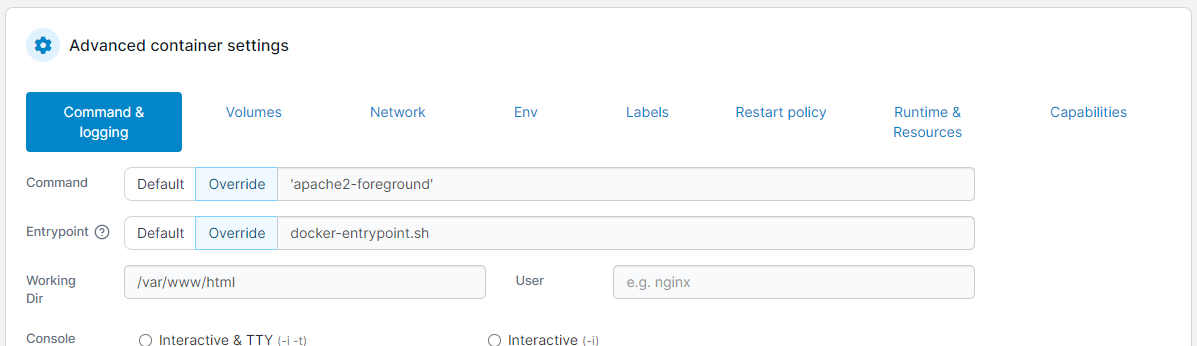 Advanced container settings
Command & logging Volumes Network Env Labels Restart policy Runtime & Resources Capabilities
Command Default Override 'apache2-foreground'
Entrypoint Default Override docker-entrypoint.sh
Working Dir /var/www/html User e.g. nginx
Console Interactive & TTY (-i -t) Interactive (-i)